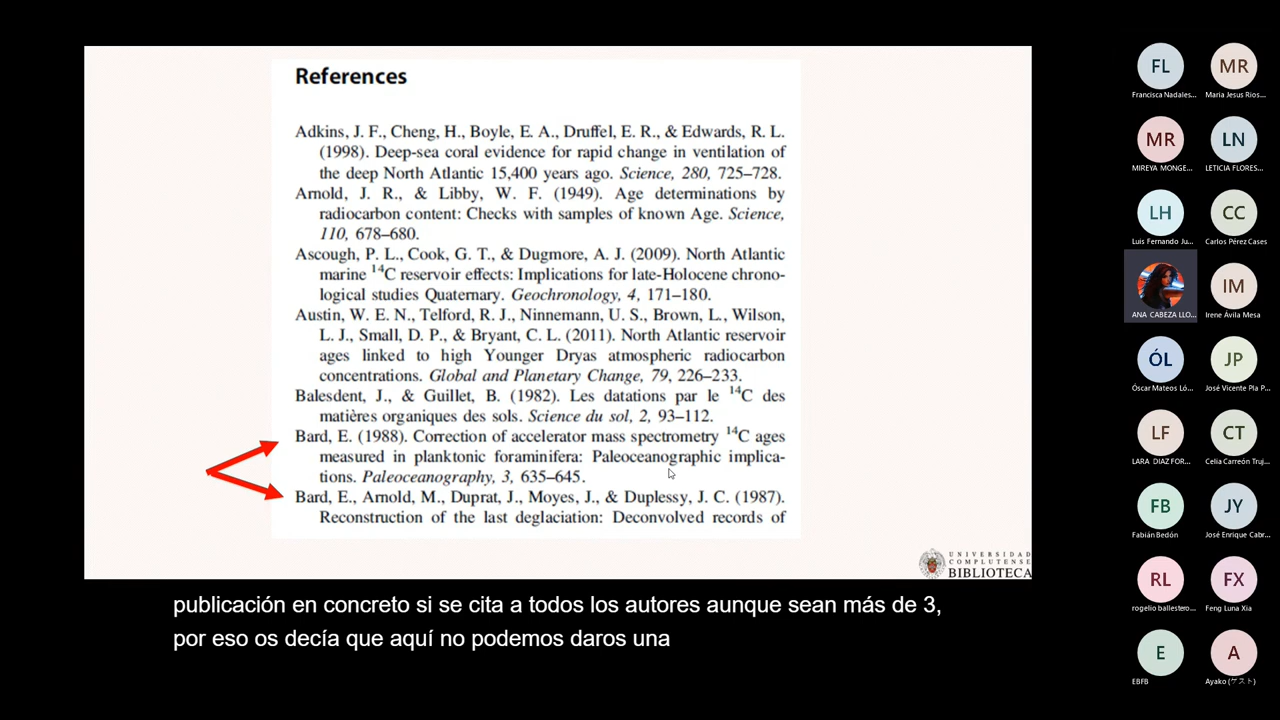 References
Adkins, J. F., Cheng, H., Boyle, E. A., Druffel, E. R., & Edwards, R. L.
(1998). Deep-sea coral evidence for rapid change in ventilation of
the deep North Atlantic 15,400 years ago. Science, 280, 725–728.
Arnold, J. R., & Libby, W. F. (1949). Age determinations by
radiocarbon content: Checks with samples of known Age. Science,
110, 678–680.
Ascough, P. L., Cook, G. T., & Dugmore, A. J. (2009). North Atlantic
marine 14C reservoir effects: Implications for late-Holocene chrono-
logical studies Quaternary. Geochronology, 4, 171–180.
Austin, W. E. N., Telford, R. J., Ninnemann, U. S., Brown, L., Wilson,
L. J., Small, D. P., & Bryant, C. L. (2011). North Atlantic reservoir
ages linked to high Younger Dryas atmospheric radiocarbon
concentrations. Global and Planetary Change, 79, 226–233.
Balesdent, J., & Guillet, B. (1982). Les datations par le 14C des
matières organiques des sols. Science du sol, 2, 93–112.
Bard, E. (1988). Correction of accelerator mass spectrometry 14C ages
measured in planktonic foraminifera: Paleoceanographic implica-
tions. Paleoceanography, 3, 635–645.
Bard, E., Arnold, M., Duprat, J., Moyes, J., & Duplessy, J. C. (1987).
Reconstruction of the last deglaciation: Deconvolved records of
UNIVERSIDAD
COMPLUTENSE
BIBLIOTECA
publicación en concreto si se cita a todos los autores aunque sean más de 3,
por eso os decía que aquí no podemos daros una
FL
Francisca Nadales...
MR
Maria Jesus Ríos...
MR
MIREYA MONGE...
LN
LETICIA FLORES...
LH
Luis Fernando Ju...
CC
Carlos Pérez Cases
ANA CABEZA LLO...
IM
Irene Ávila Mesa
ÓL
Óscar Mateos Ló...
JP
José Vicente Pla P...
LF
LARA DIAZ FOR...
CT
Celia Carreón Truj...
FB
Fabián Bedón
JY
José Enrique Cabr...
RL
rogelio ballestero...
FX
Feng Luna Xia
E
EBFB
A
Ayako (ゲスト)